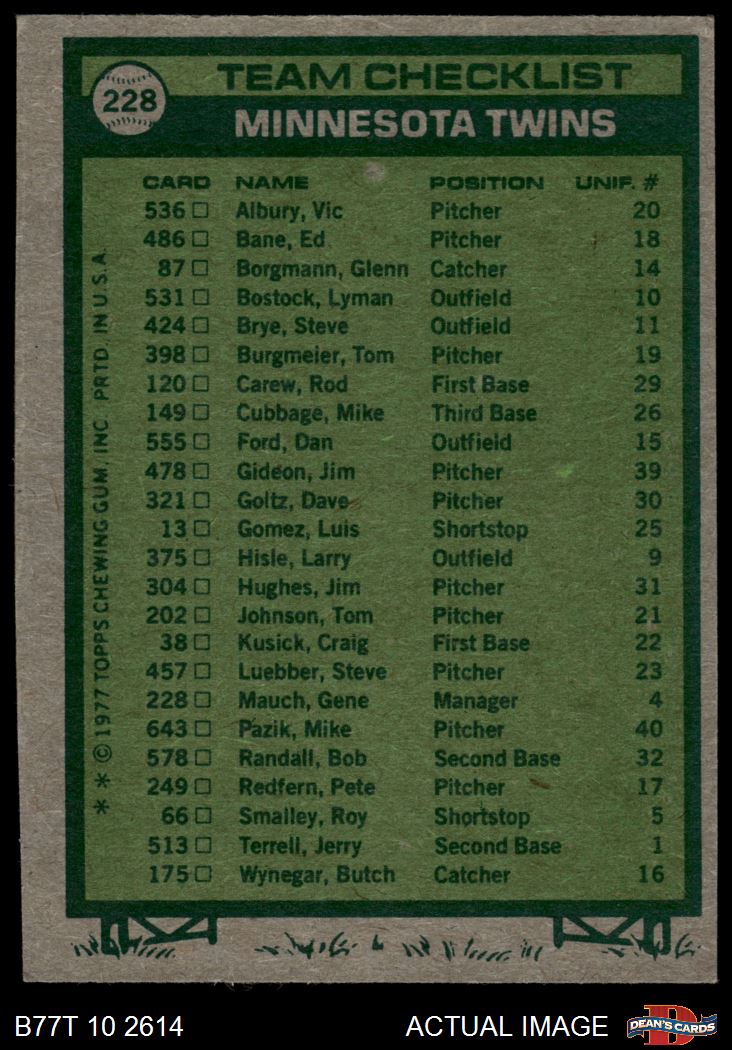 228
TEAM CHECKLIST
MINNESOTA TWINS
CARD NAME POSITION UNIF. #
536 Albury, Vic Pitcher 20
486 Bane, Ed Pitcher 18
87 Borgmann, Glenn Catcher 14
531 Bostock, Lyman Outfield 10
424 Brye, Steve Outfield 11
398 Burgmeier, Tom Pitcher 19
120 Carew, Rod First Base 29
149 Cubbage, Mike Third Base 26
555 Ford, Dan Outfield 15
478 Gideon, Jim Pitcher 39
321 Goltz, Dave Pitcher 30
13 Gomez, Luis Shortstop 25
375 Hisle, Larry Outfield 9
304 Hughes, Jim Pitcher 31
202 Johnson, Tom Pitcher 21
38 Kusick, Craig First Base 22
457 Luebber, Steve Pitcher 23
228 Mauch, Gene Manager 4
643 Pazik, Mike Pitcher 40
578 Randall, Bob Second Base 32
249 Redfern, Pete Pitcher 17
66 Smalley, Roy Shortstop 5
513 Terrell, Jerry Second Base 1
175 Wynegar, Butch Catcher 16
* * © 1977 TOPPS CHEWING GUM, INC PRTD. IN U.S.A.
B77T 10 2614 ACTUAL IMAGE
D
DEAN'S CARDS